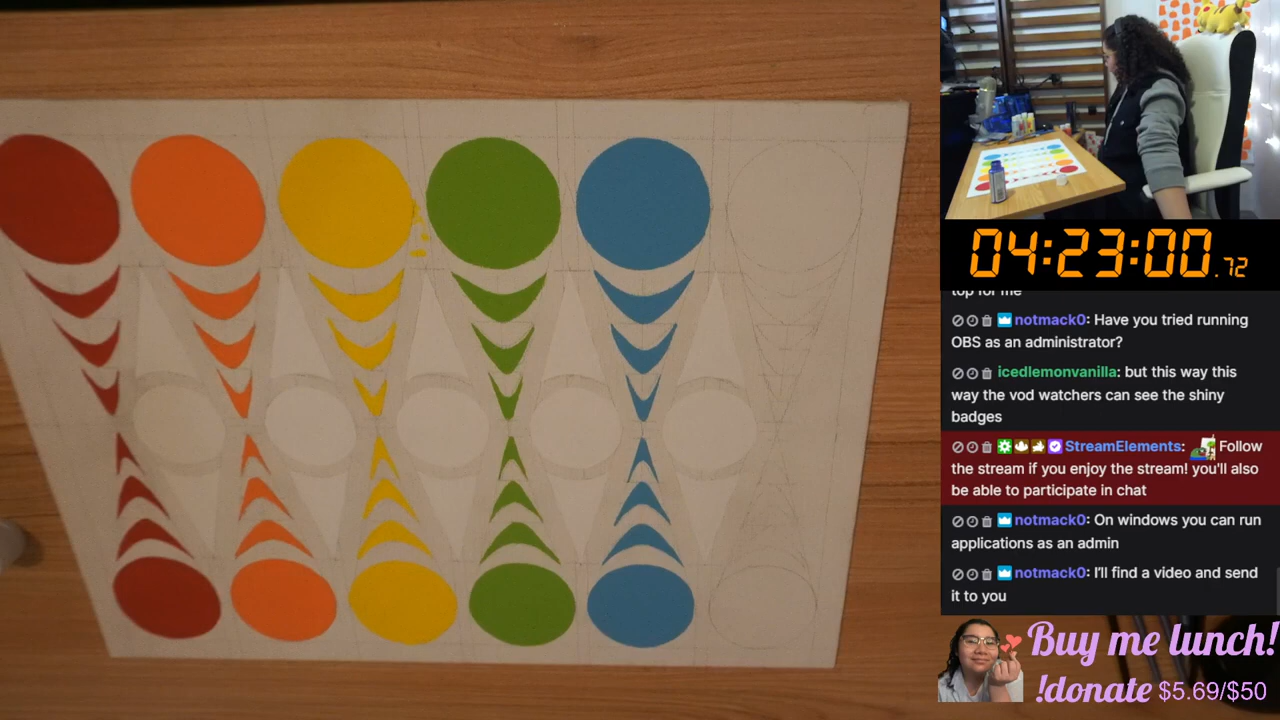 04:23:00.72
top for me
notmack0: Have you tried running
OBS as an administrator?
icedlemonvanilla: but this way this
way the vod watchers can see the shiny
badges
StreamElements: Follow
the stream if you enjoy the stream! you'll also
be able to participate in chat
notmack0: On windows you can run
applications as an admin
notmack0: I'll find a video and send
it to you
Buy me lunch!
!donate $5.69/$50